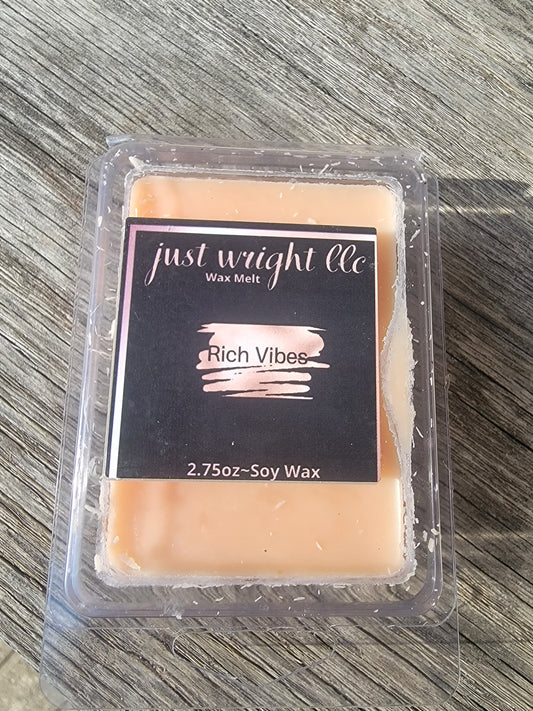 just wright llc
Wax Melt
Rich Vibes
2.75oz~Soy Wax